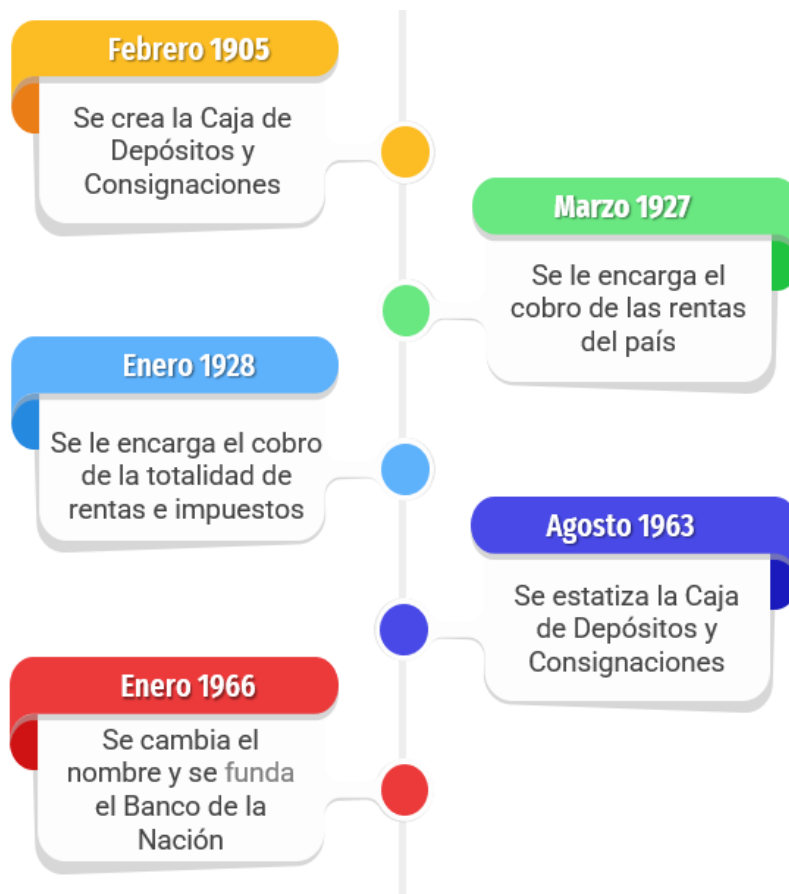 Febrero 1905
Se crea la Caja de
Depósitos y
Consignaciones
Marzo 1927
Se le encarga el
cobro de las rentas
del país
Enero 1928
Se le encarga el cobro
de la totalidad de
rentas e impuestos
Agosto 1963
Se estatiza la Caja
de Depósitos y
Consignaciones
Enero 1966
Se cambia el
nombre y se funda
el Banco de la
Nación